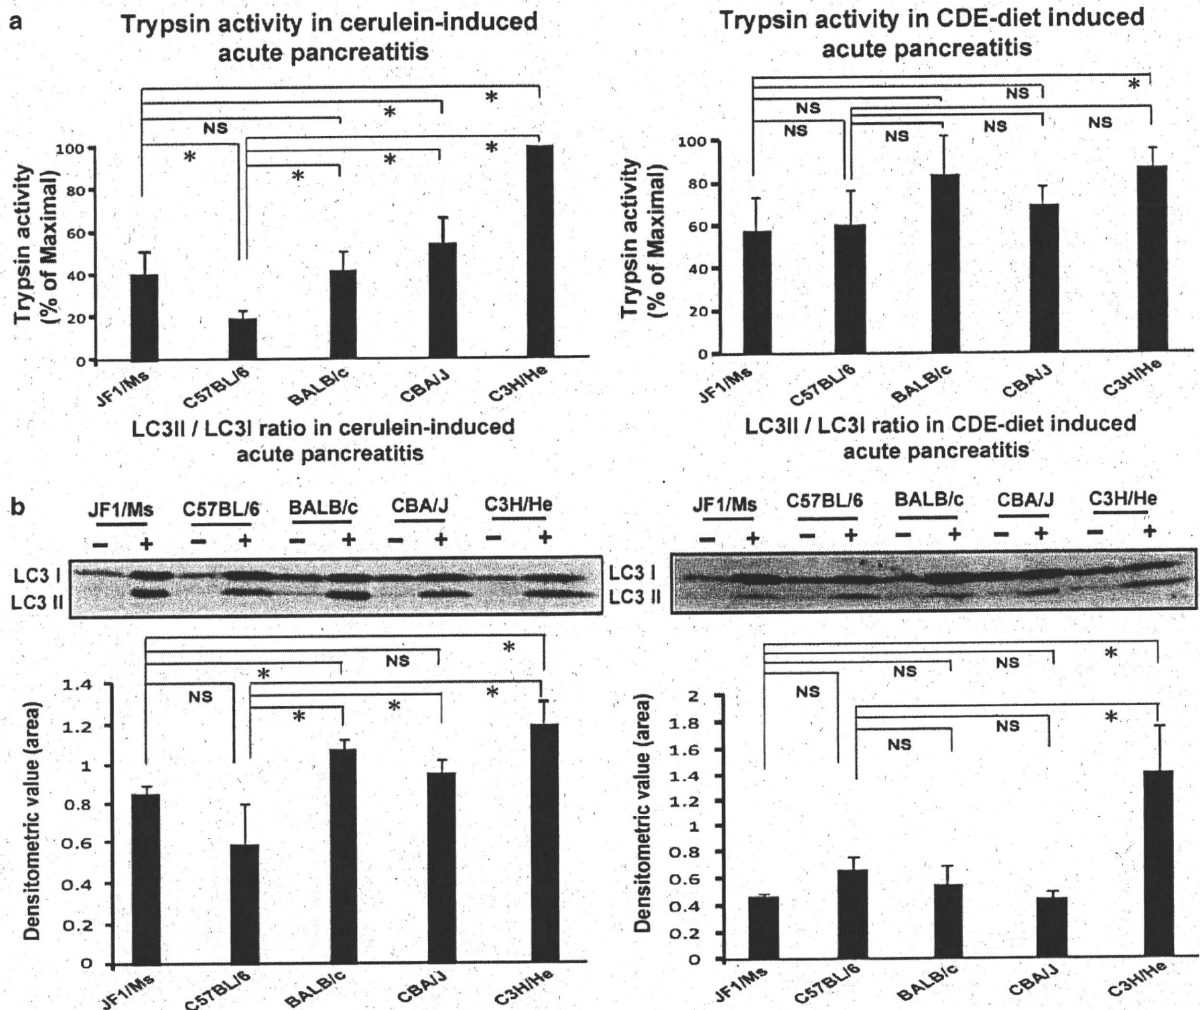 a
Trypsin activity in cerulein-induced
acute pancreatitis
Trypsin activity (% of Maximal)
100
80
60
40
20
0
*
*
NS
*
*
*
*
JF1/Ms
C57BL/6
BALB/c
CBA/J
C3H/He
Trypsin activity in CDE-diet induced
acute pancreatitis
Trypsin activity (% of Maximal)
100
80
60
40
20
0
*
NS
NS
NS
NS
NS
NS
JF1/Ms
C57BL/6
BALB/c
CBA/J
C3H/He
b
LC3II / LC3I ratio in cerulein-induced
acute pancreatitis
JF1/Ms C57BL/6 BALB/c CBA/J C3H/He
− + − + − + − + − +
LC3 I
LC3 II
Densitometric value (area)
1.4
1.2
1
0.8
0.6
0.4
0.2
0
*
NS
*
NS
*
*
*
JF1/Ms
C57BL/6
BALB/c
CBA/J
C3H/He
LC3II / LC3I ratio in CDE-diet induced
acute pancreatitis
JF1/Ms C57BL/6 BALB/c CBA/J C3H/He
− + − + − + − + − +
LC3 I
LC3 II
Densitometric value (area)
2
1.8
1.6
1.4
1.2
1
0.8
0.6
0.4
0.2
0
*
NS
NS
NS
*
NS
NS
JF1/Ms
C57BL/6
BALB/c
CBA/J
C3H/He